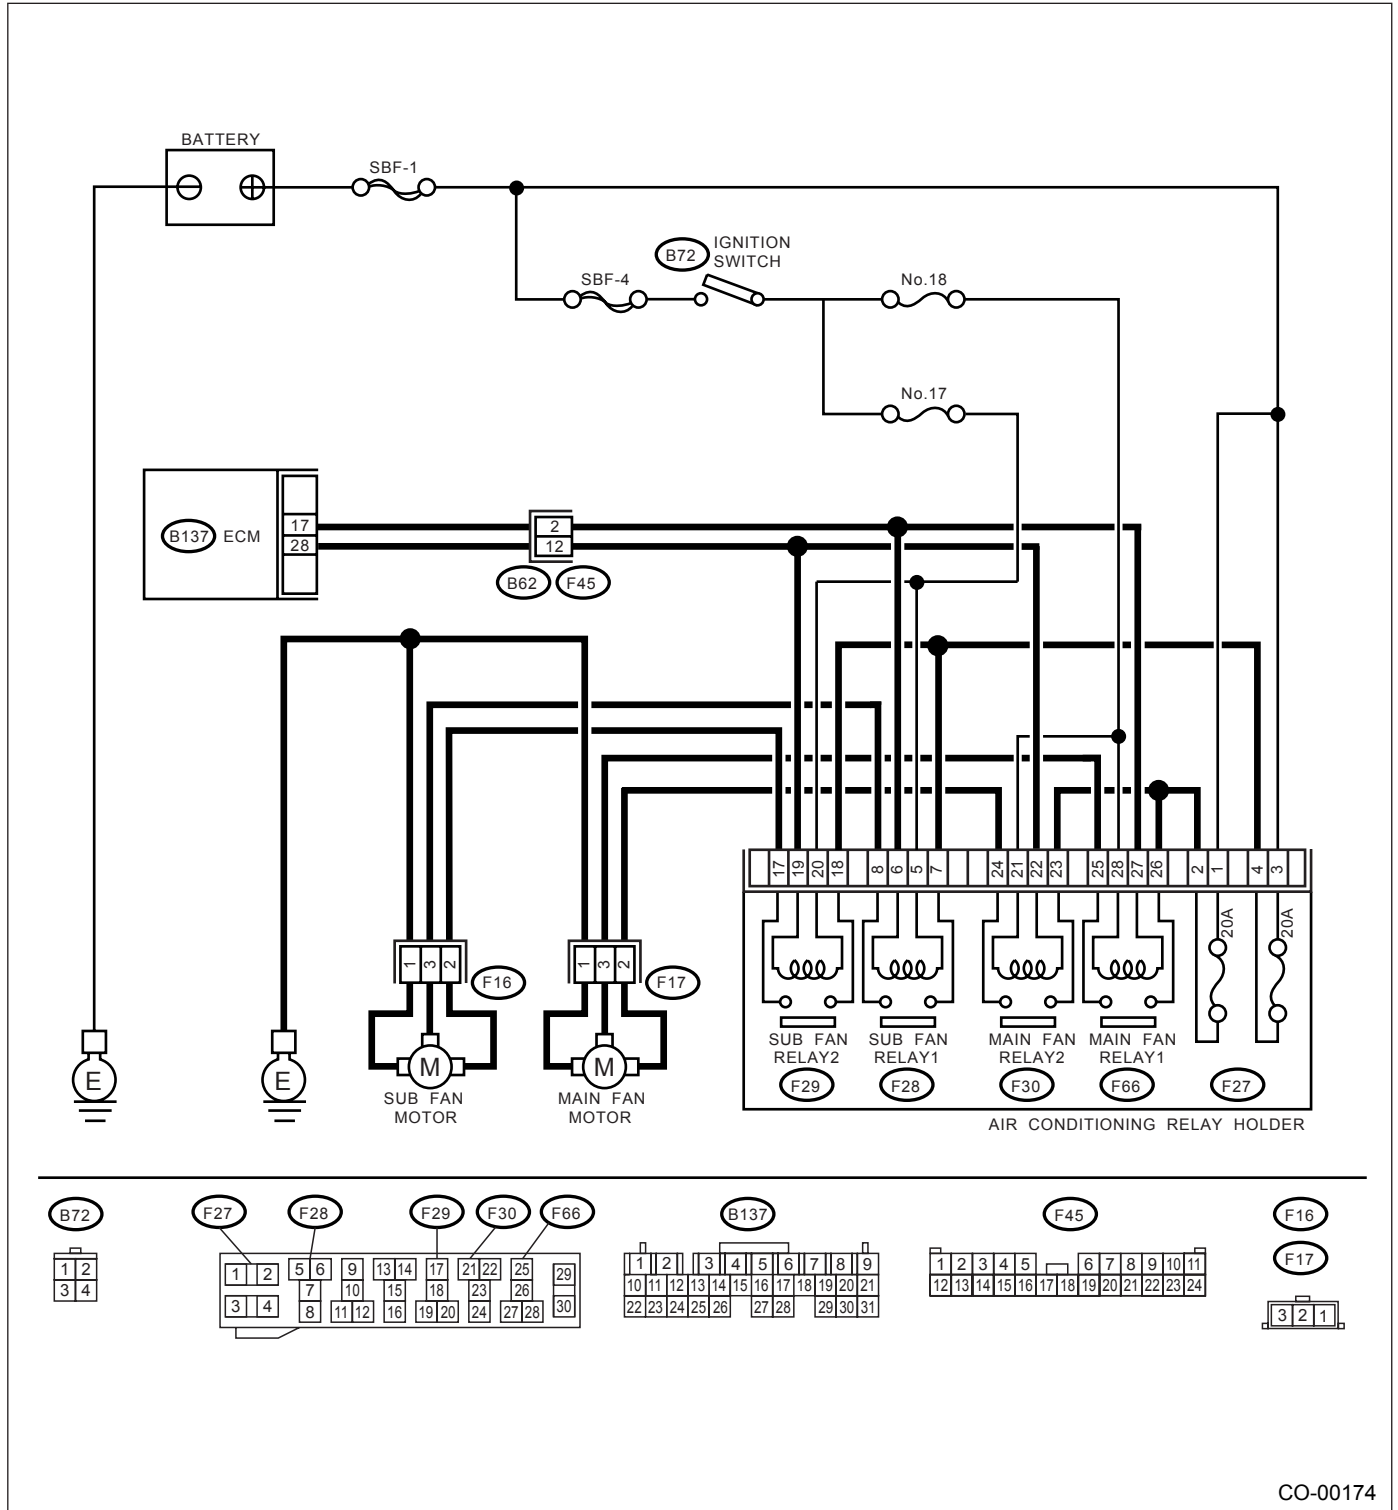 BATTERY
SBF-1
B72 IGNITION
SWITCH
SBF-4
No.18
No.17
B137 ECM
17
28
2
12
B62 F45
17 19 20 18 8 6 5 7 24 21 22 23 25 28 27 26 2 1 4 3
20A 20A
1 3 2 F16
1 3 2 F17
E E M M
SUB FAN
MOTOR
MAIN FAN
MOTOR
SUB FAN
RELAY2
SUB FAN
RELAY1
MAIN FAN
RELAY2
MAIN FAN
RELAY1
F29 F28 F30 F66 F27
AIR CONDITIONING RELAY HOLDER
B72
1 2
3 4
F27 F28 F29 F30 F66
1 2 5 6 9 13 14 17 21 22 25 29
7 10 15 18 23 26
3 4 8 11 12 16 19 20 24 27 28 30
B137
1 2 3 4 5 6 7 8 9
10 11 12 13 14 15 16 17 18 19 20 21
22 23 24 25 26 27 28 29 30 31
F45
1 2 3 4 5 6 7 8 9 10 11
12 13 14 15 16 17 18 19 20 21 22 23 24
F16
F17
3 2 1
CO-00174